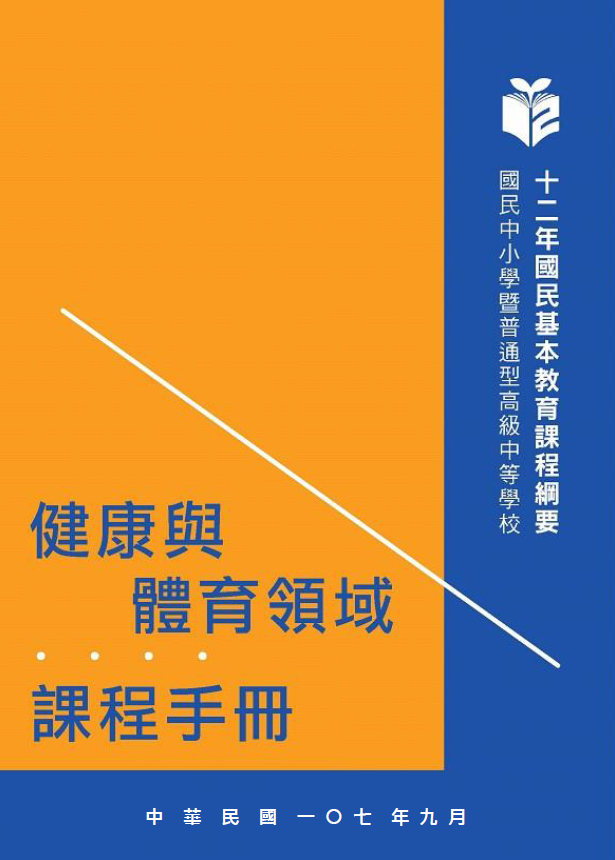 十二年國民基本教育課程綱要
國民中小學暨普通型高級中等學校
健康與
體育領域
課程手冊
中華民國一〇七年九月